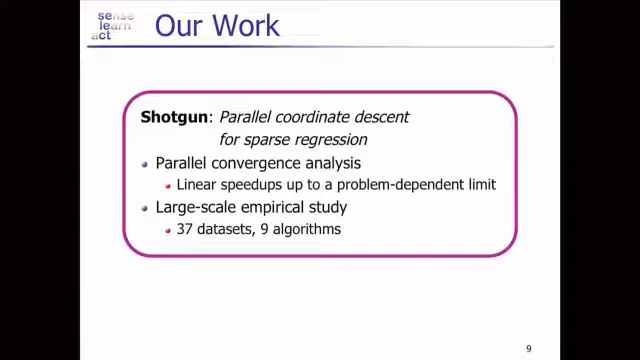 sense
learn
act
Our Work
Shotgun: Parallel coordinate descent
for sparse regression
Parallel convergence analysis
Linear speedups up to a problem-dependent limit
Large-scale empirical study
37 datasets, 9 algorithms
9